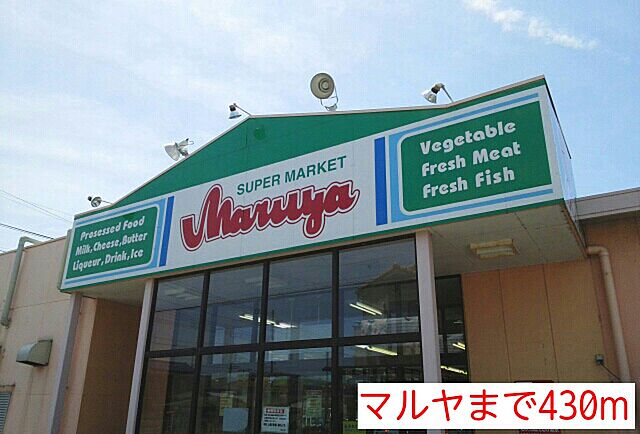 SUPER MARKET
Maruya
Prosessed Food
Milk,Cheese,Butter
Liqueur,Drink,Ice
Vegetable
Fresh Meat
Fresh Fish
マルヤまで430m